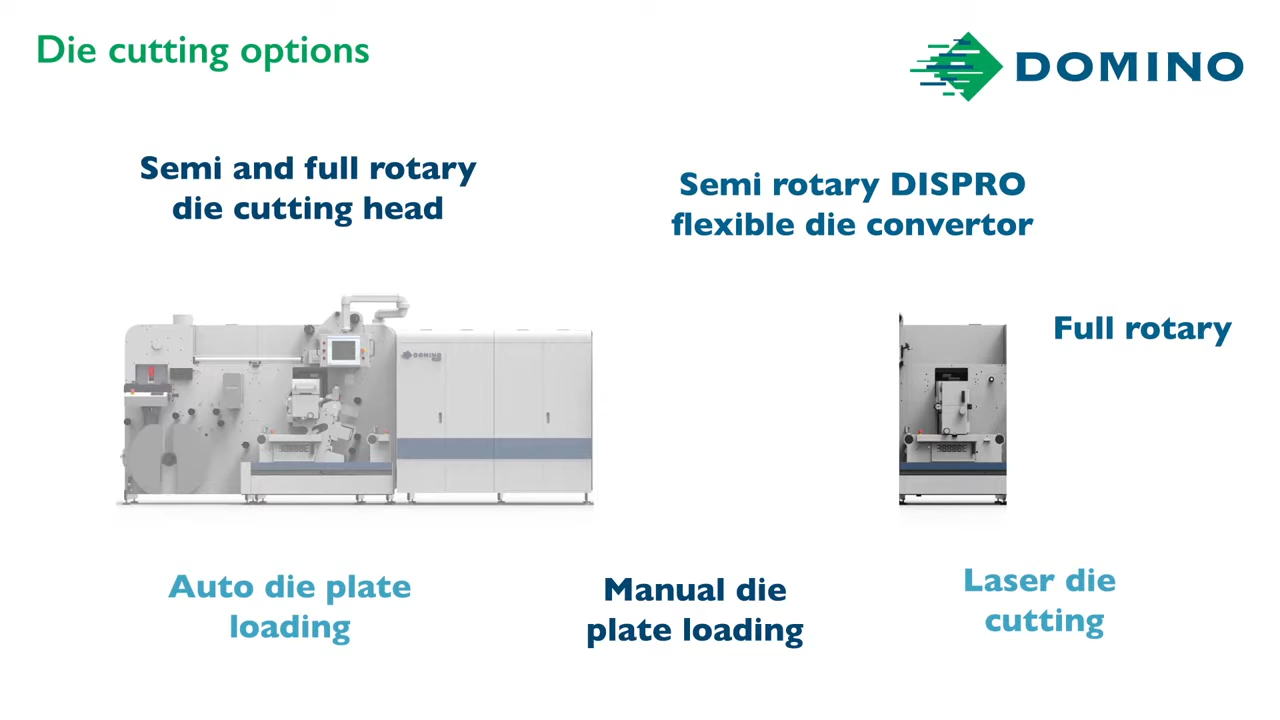 Die cutting options
DOMINO
Semi and full rotary
die cutting head
Semi rotary DISPRO
flexible die convertor
Full rotary
DOMINO
Auto die plate
loading
Manual die
plate loading
Laser die
cutting